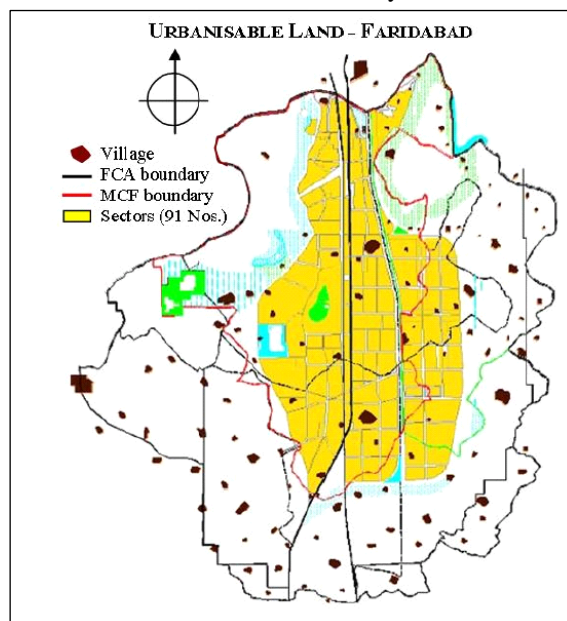 URBANISABLE LAND - FARIDABAD
Village
FCA boundary
MCF boundary
Sectors (91 Nos.)